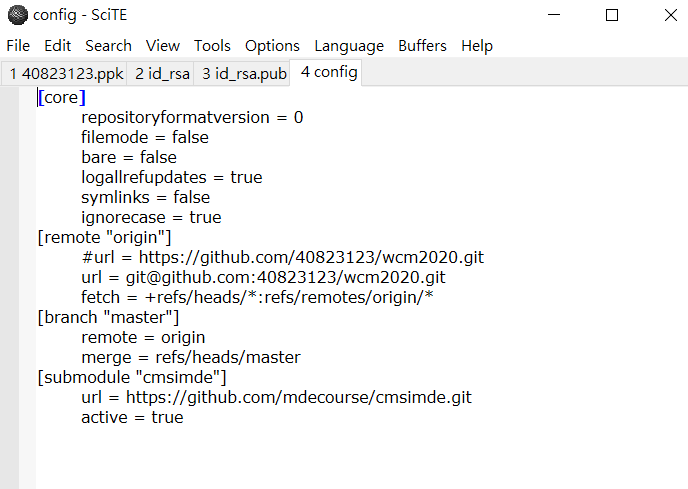 config - SciTE
File Edit Search View Tools Options Language Buffers Help
1 40823123.ppk 2 id_rsa 3 id_rsa.pub 4 config
[core]
repositoryformatversion = 0
filemode = false
bare = false
logallrefupdates = true
symlinks = false
ignorecase = true
[remote "origin"]
#url = https://github.com/40823123/wcm2020.git
url = git@github.com:40823123/wcm2020.git
fetch = +refs/heads/*:refs/remotes/origin/*
[branch "master"]
remote = origin
merge = refs/heads/master
[submodule "cmsimde"]
url = https://github.com/mdecourse/cmsimde.git
active = true